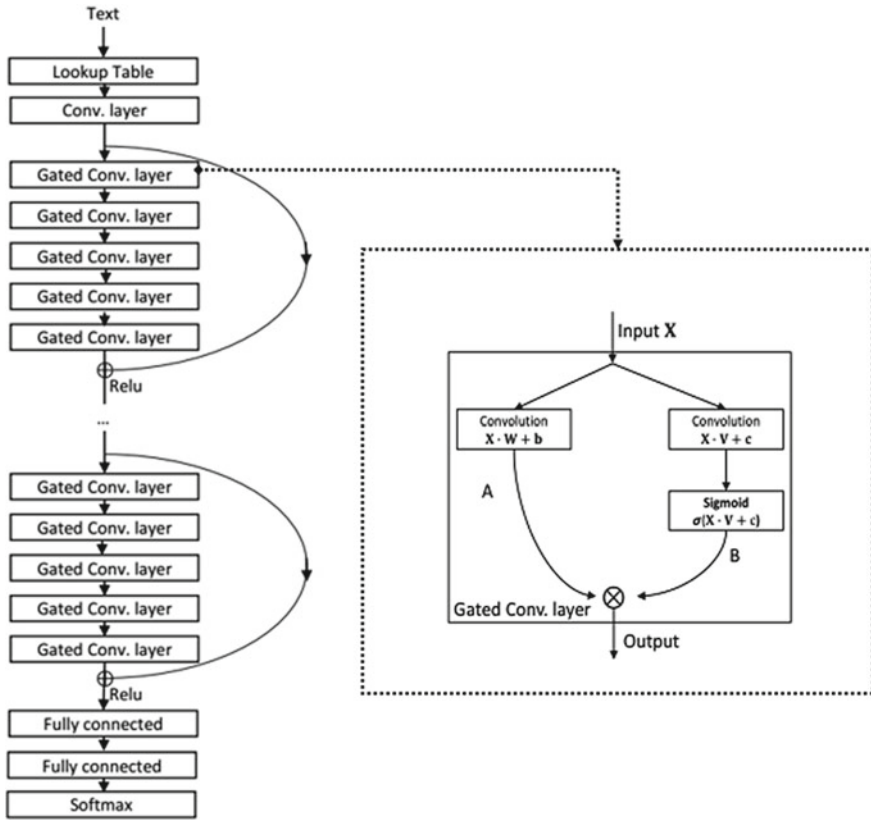 Text
Lookup Table
Conv. layer
Gated Conv. layer
Gated Conv. layer
Gated Conv. layer
Gated Conv. layer
Gated Conv. layer
Relu
...
Gated Conv. layer
Gated Conv. layer
Gated Conv. layer
Gated Conv. layer
Gated Conv. layer
Relu
Fully connected
Fully connected
Softmax
Input X
Convolution
X · W + b
Convolution
X · V + c
A
Sigmoid
σ(X · V + c)
B
Gated Conv. layer
Output